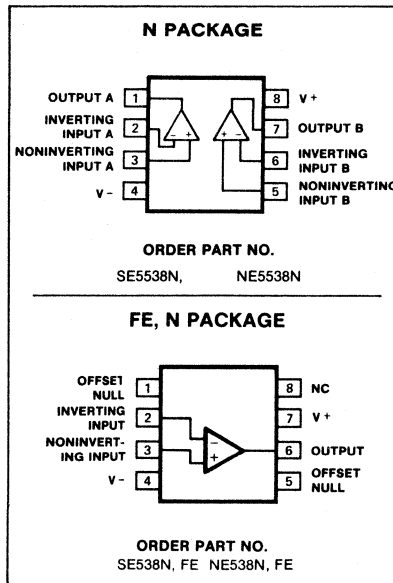 N PACKAGE
OUTPUT A 1
8 V+
INVERTING
INPUT A 2
7 OUTPUT B
NONINVERTING
INPUT A 3
6 INVERTING
INPUT B
V- 4
5 NONINVERTING
INPUT B
- +
+ -
ORDER PART NO.
SE5538N, NE5538N
FE, N PACKAGE
OFFSET
NULL 1
8 NC
INVERTING
INPUT 2
7 V+
NONINVERT-
ING INPUT 3
6 OUTPUT
V- 4
5 OFFSET
NULL
-
+
ORDER PART NO.
SE538N, FE NE538N, FE